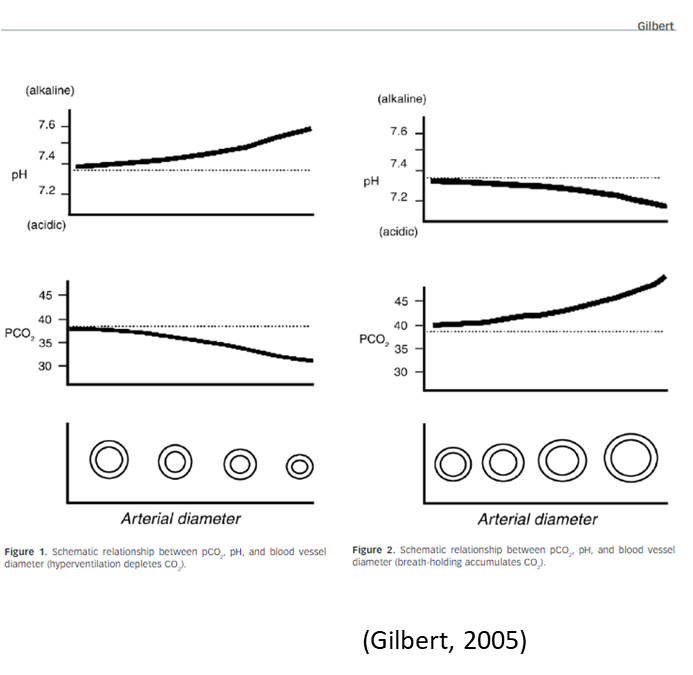 Gilbert
(alkaline)
7.6
7.4
pH
7.2
(acidic)
45
40
PCO2
35
30
Arterial diameter
Figure 1. Schematic relationship between pCO2, pH, and blood vessel
diameter (hyperventilation depletes CO2).
(alkaline)
7.6
7.4
pH
7.2
(acidic)
45
40
PCO2
35
30
Arterial diameter
Figure 2. Schematic relationship between pCO2, pH, and blood vessel
diameter (breath-holding accumulates CO2).
(Gilbert, 2005)